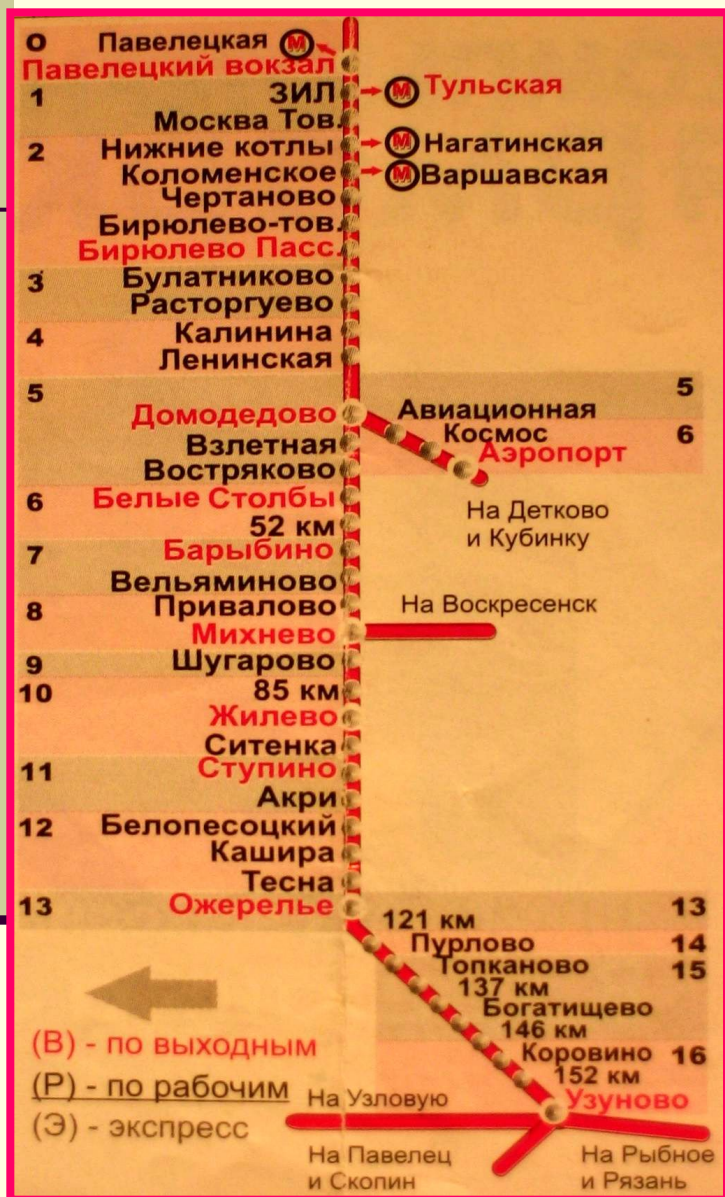 0 Павелецкая М
Павелецкий вокзал
1 ЗИЛ М Тульская
Москва Тов.
2 Нижние котлы М Нагатинская
Коломенское М Варшавская
Чертаново
Бирюлево-тов.
Бирюлево Пасс.
3 Булатниково
Расторгуево
4 Калинина
Ленинская
5
Домодедово
Взлетная
Востряково
Авиационная 5
Космос 6
Аэропорт
На Детково
и Кубинку
6 Белые Столбы
52 км
7 Барыбино
Вельяминово
8 Привалово
Михнево
На Воскресенск
9 Шугарово
10 85 км
Жилево
Ситенка
11 Ступино
Акри
12 Белопесоцкий
Кашира
Тесна
13 Ожерелье
121 км 13
Пурлово 14
Топканово 15
137 км
Богатищево
146 км
Коровино 16
152 км
Узуново
(В) - по выходным
(Р) - по рабочим
(Э) - экспресс
На Узловую
На Павелец
и Скопин
На Рыбное
и Рязань